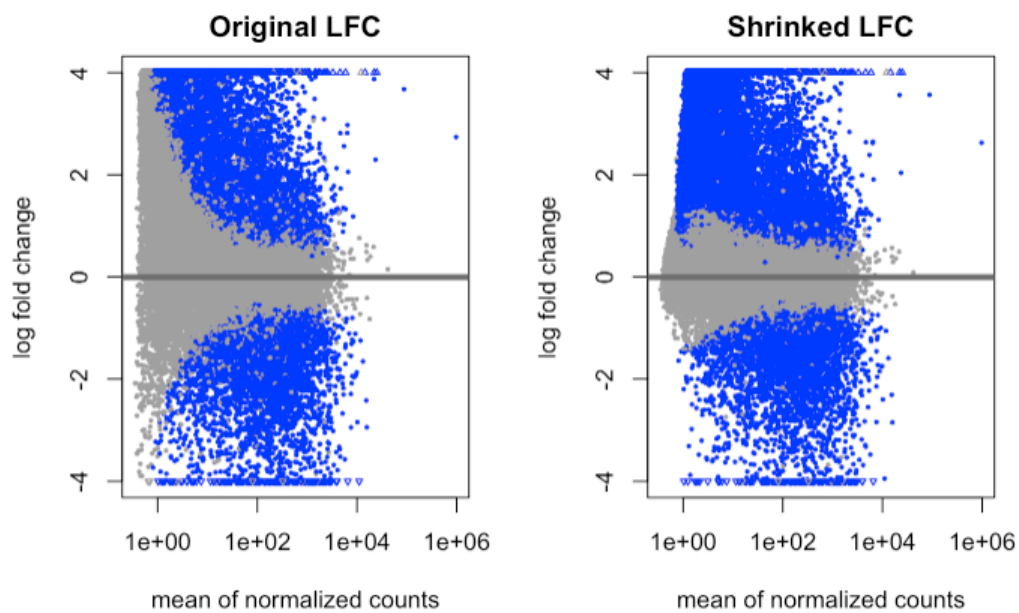 Original LFC
4
2
0
-2
-4
log fold change
1e+00 1e+02 1e+04 1e+06
mean of normalized counts
Shrinked LFC
4
2
0
-2
-4
log fold change
1e+00 1e+02 1e+04 1e+06
mean of normalized counts